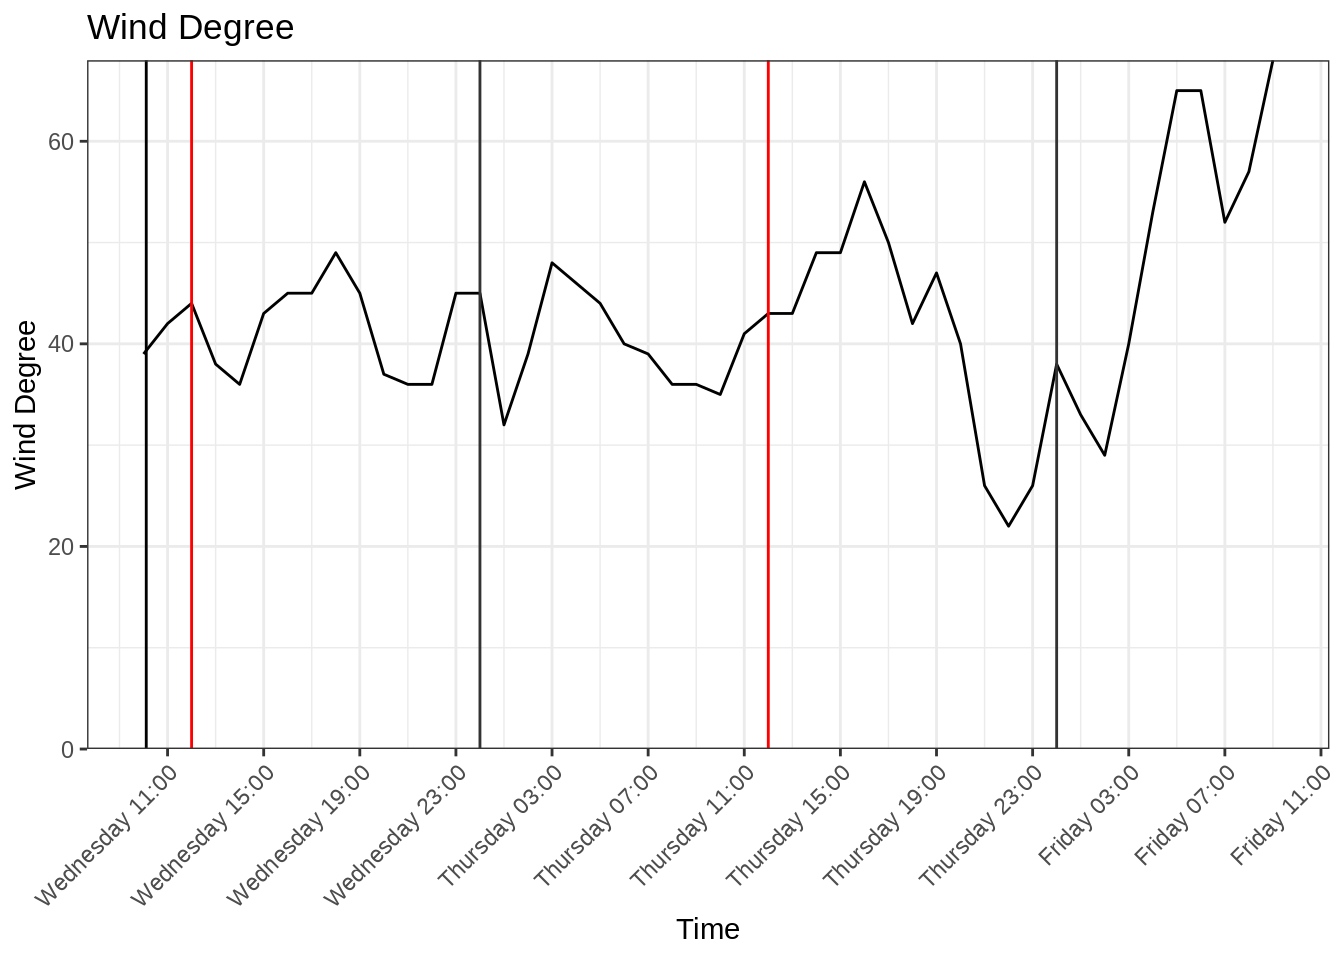 Wind Degree
Wind Degree
60
40
20
0
Wednesday 11:00
Wednesday 15:00
Wednesday 19:00
Wednesday 23:00
Thursday 03:00
Thursday 07:00
Thursday 11:00
Thursday 15:00
Thursday 19:00
Thursday 23:00
Friday 03:00
Friday 07:00
Friday 11:00
Time